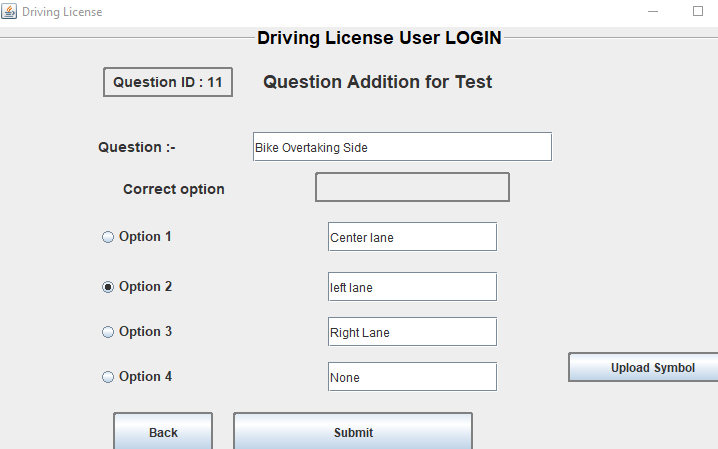 Driving License
Driving License User LOGIN
Question ID : 11
Question Addition for Test
Question :-
Bike Overtaking Side
Correct option
Option 1
Center lane
Option 2
left lane
Option 3
Right Lane
Option 4
None
Upload Symbol
Back
Submit